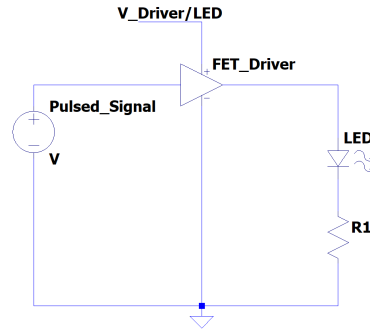 V_Driver/LED
FET_Driver
Pulsed_Signal
LED
V
R1